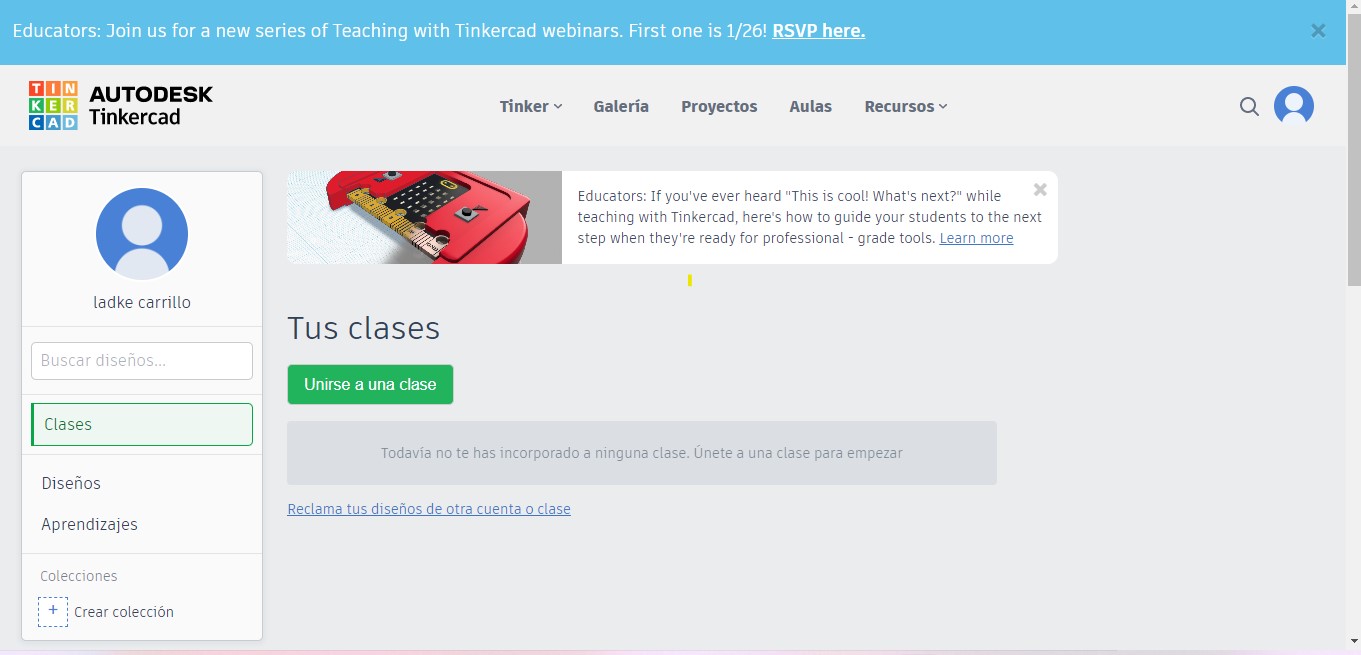 Educators: Join us for a new series of Teaching with Tinkercad webinars. First one is 1/26! RSVP here.
TIN
KER
CAD
AUTODESK
Tinkercad
Tinker
Galería
Proyectos
Aulas
Recursos
ladke carrillo
Buscar diseños...
Clases
Diseños
Aprendizajes
Colecciones
+ Crear colección
Educators: If you've ever heard "This is cool! What's next?" while
teaching with Tinkercad, here's how to guide your students to the next
step when they're ready for professional - grade tools. Learn more
Tus clases
Unirse a una clase
Todavía no te has incorporado a ninguna clase. Únete a una clase para empezar
Reclama tus diseños de otra cuenta o clase